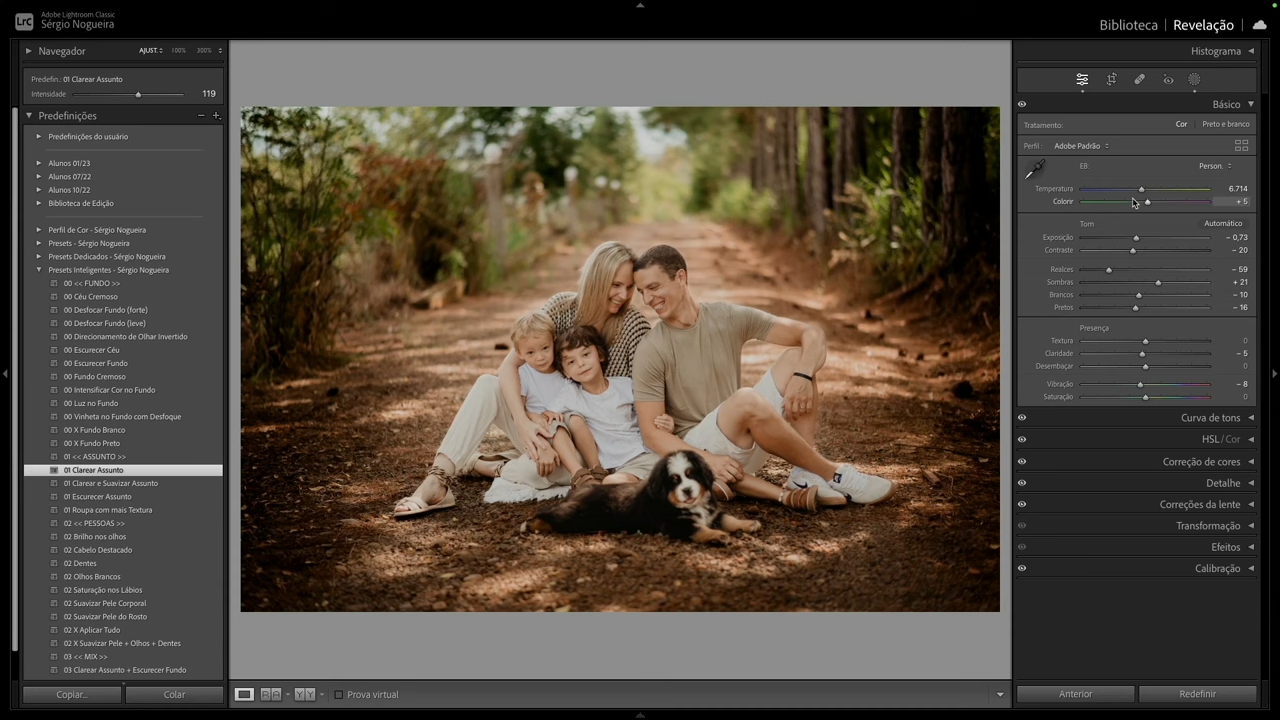 LrC
Adobe Lightroom Classic
Sérgio Nogueira
Biblioteca | Revelação
Navegador
AJUST. 100% 300%
Predefin.: 01 Clarear Assunto
Intensidade 119
Predefinições
Predefinições do usuário
Alunos 01/23
Alunos 07/22
Alunos 10/22
Biblioteca de Edição
Perfil de Cor - Sérgio Nogueira
Presets - Sérgio Nogueira
Presets Dedicados - Sérgio Nogueira
Presets Inteligentes - Sérgio Nogueira
00 << FUNDO >>
00 Céu Cremoso
00 Desfocar Fundo (forte)
00 Desfocar Fundo (leve)
00 Direcionamento de Olhar Invertido
00 Escurecer Céu
00 Escurecer Fundo
00 Fundo Cremoso
00 Intensificar Cor no Fundo
00 Luz no Fundo
00 Vinheta no Fundo com Desfoque
00 X Fundo Branco
00 X Fundo Preto
01 << ASSUNTO >>
01 Clarear Assunto
01 Clarear e Suavizar Assunto
01 Escurecer Assunto
01 Roupa com mais Textura
02 << PESSOAS >>
02 Brilho nos olhos
02 Cabelo Destacado
02 Dentes
02 Olhos Brancos
02 Saturação nos Lábios
02 Suavizar Pele Corporal
02 Suavizar Pele do Rosto
02 X Aplicar Tudo
02 X Suavizar Pele + Olhos + Dentes
03 << MIX >>
03 Clarear Assunto + Escurecer Fundo
Copiar... Colar
Prova virtual
Histograma
Básico
Tratamento: Cor Preto e branco
Perfil: Adobe Padrão
EB: Person.
Temperatura 6.714
Colorir + 5
Tom Automático
Exposição − 0,73
Contraste − 20
Realces − 59
Sombras + 21
Brancos − 10
Pretos − 16
Presença
Textura 0
Claridade − 5
Desembaçar 0
Vibração − 8
Saturação 0
Curva de tons
HSL / Cor
Correção de cores
Detalhe
Correções da lente
Transformação
Efeitos
Calibração
Anterior Redefinir